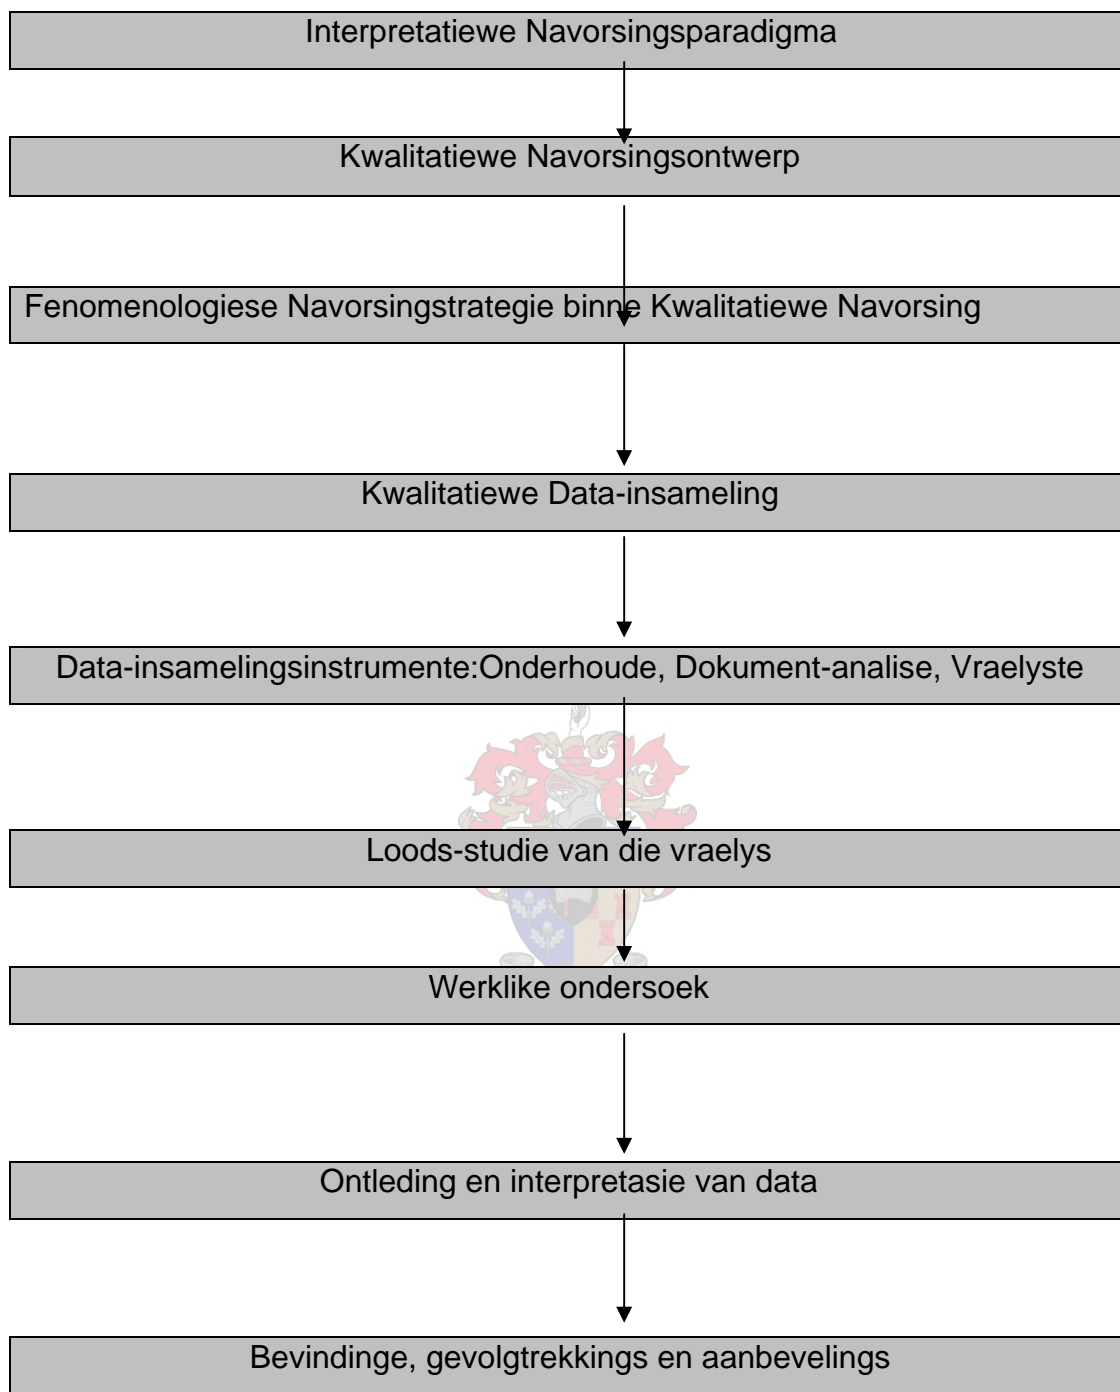 Interpretatiewe Navorsingsparadigma
Kwalitatiewe Navorsingsontwerp
Fenomenologiese Navorsingstrategie binne Kwalitatiewe Navorsing
Kwalitatiewe Data-insameling
Data-insamelingsinstrumente:Onderhoude, Dokument-analise, Vraelyste
Loods-studie van die vraelys
Werklike ondersoek
Ontleding en interpretasie van data
Bevindinge, gevolgtrekkings en aanbevelings